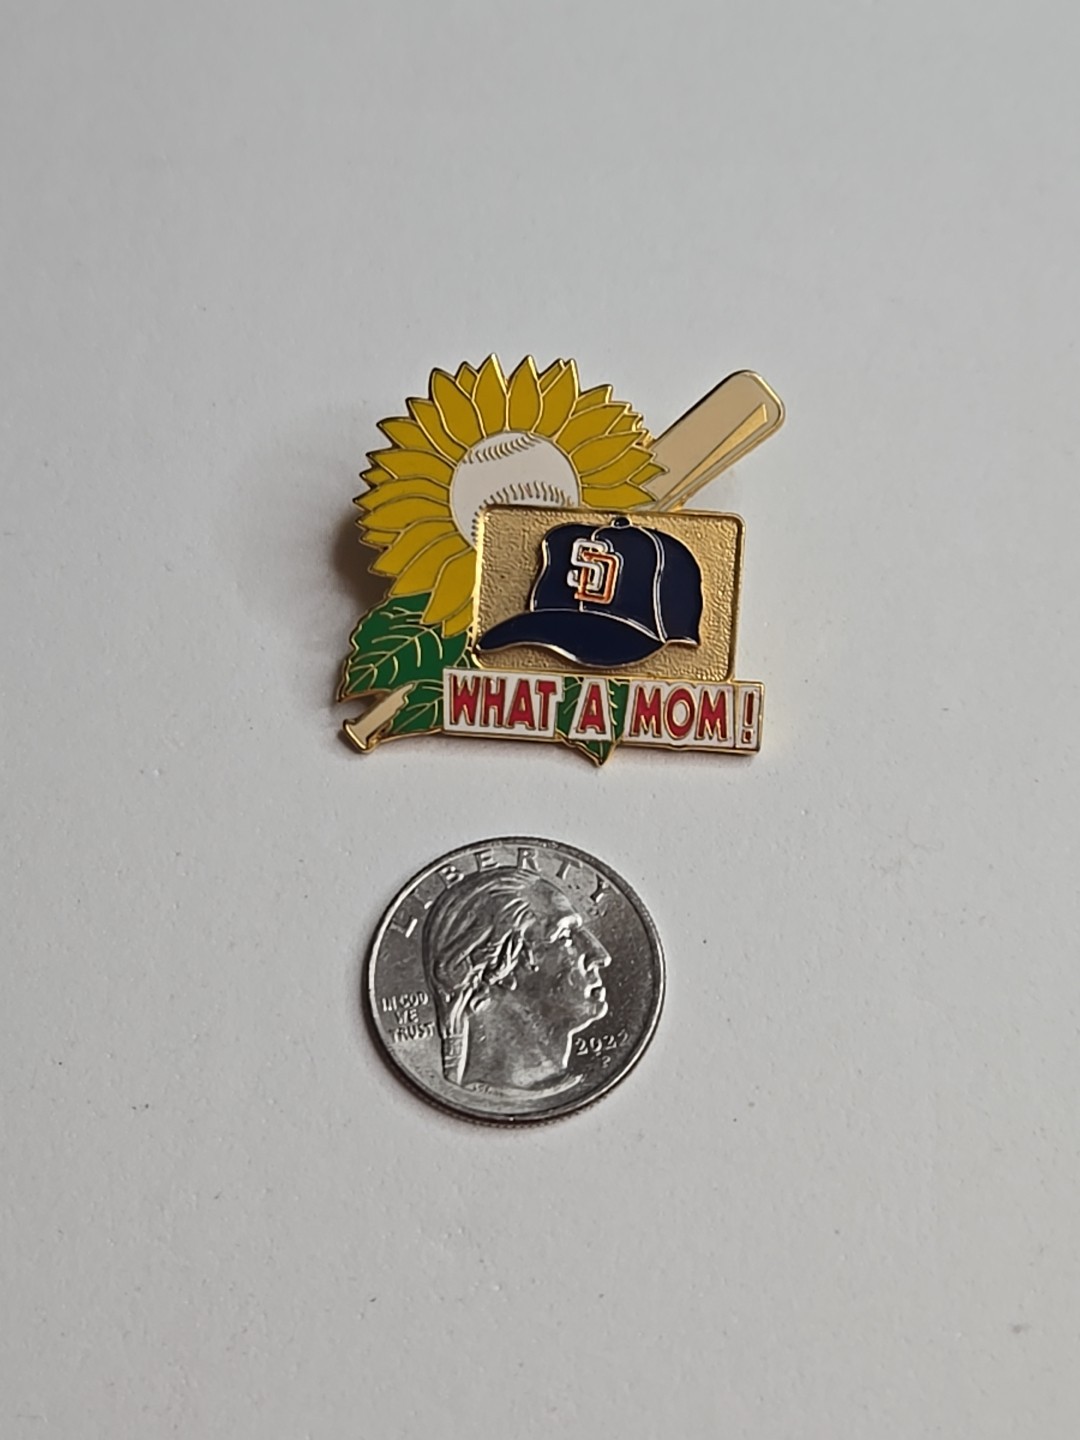 SD
WHAT A MOM!
LIBERTY
IN GOD
WE
TRUST
2022
P